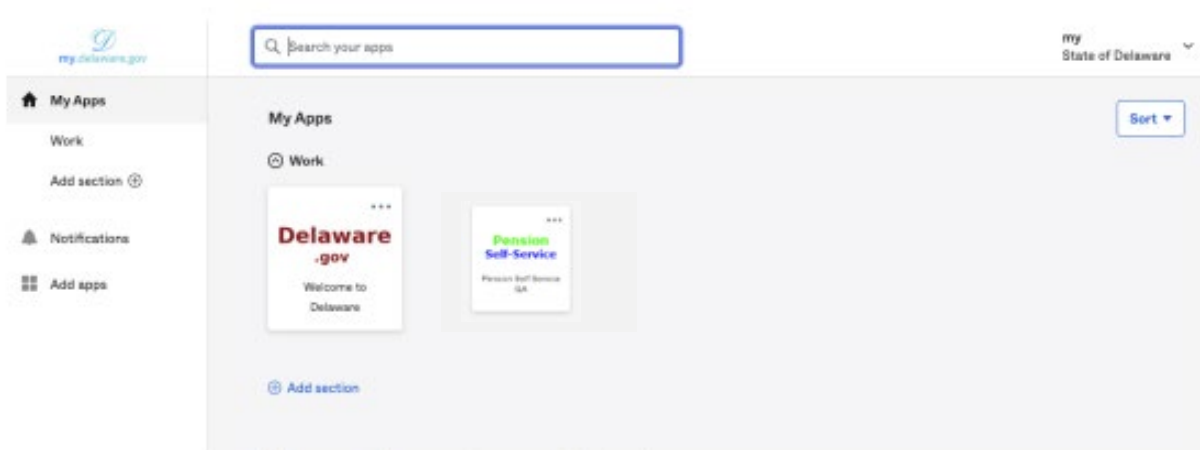 my.delaware.gov
Search your apps
my
State of Delaware
My Apps
Work
Add section
Notifications
Add apps
My Apps
Sort
Work
Delaware
.gov
Welcome to
Delaware
Pension
Self-Service
Pension Self Service
QA
Add section